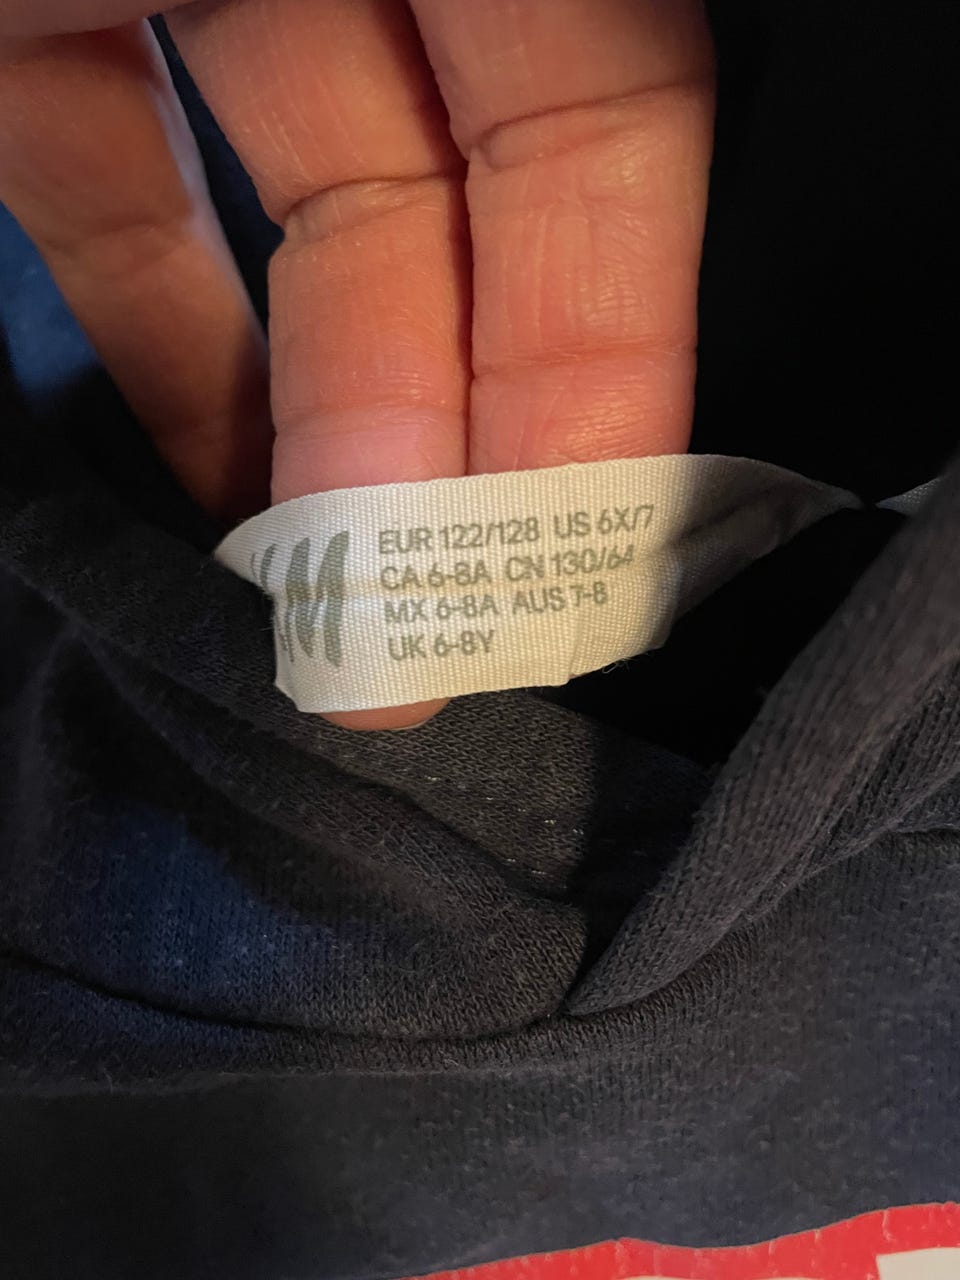 M
EUR 122/128 US 6X/7
CA 6-8A CN 130/64
MX 6-8A AUS 7-8
UK 6-8Y